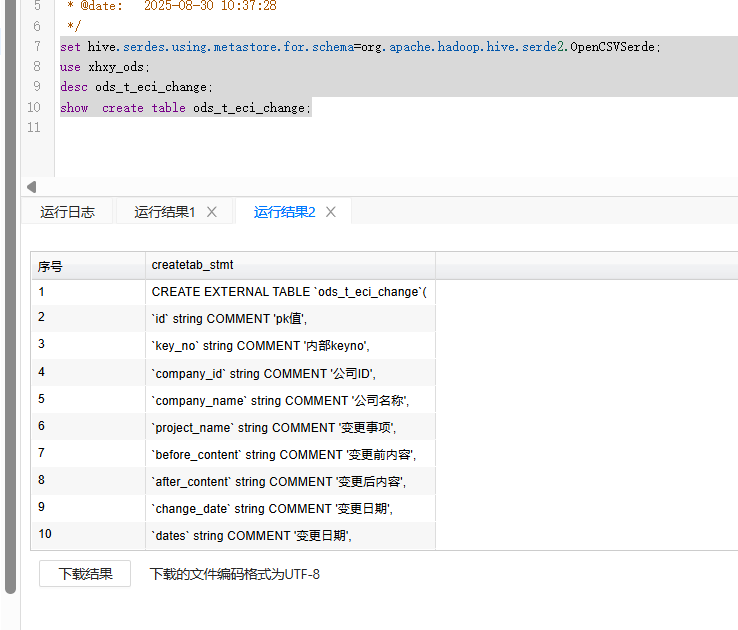 5 * @date: 2025-08-30 10:37:28
6 */
7 set hive.serdes.using.metastore.for.schema=org.apache.hadoop.hive.serde2.OpenCSVSerde;
8 use xhxy_ods;
9 desc ods_t_eci_change;
10 show  create table ods_t_eci_change;
11
运行日志 运行结果1 × 运行结果2 ×
序号 createtab_stmt
1 CREATE EXTERNAL TABLE `ods_t_eci_change`(
2 `id` string COMMENT 'pk值',
3 `key_no` string COMMENT '内部keyno',
4 `company_id` string COMMENT '公司ID',
5 `company_name` string COMMENT '公司名称',
6 `project_name` string COMMENT '变更事项',
7 `before_content` string COMMENT '变更前内容',
8 `after_content` string COMMENT '变更后内容',
9 `change_date` string COMMENT '变更日期',
10 `dates` string COMMENT '变更日期',
下载结果 下载的文件编码格式为UTF-8